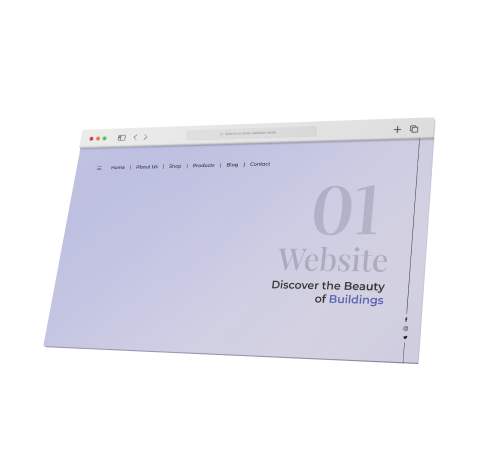 Home | About Us | Shop | Products | Blog | Contact
01
Website
Discover the Beauty
of Buildings